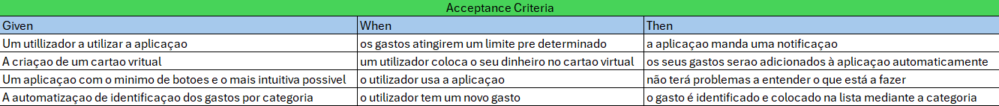 Acceptance Criteria
Given When Then
Um utillizador a utilizar a aplicaçao os gastos atingirem um limite pre determinado a aplicaçao manda uma notificaçao
A criaçao de um cartao vritual um utilizador coloca o seu dinheiro no cartao virtual os seus gastos serao adicionados à aplicaçao automaticamente
Um aplicaçao com o minimo de botoes e o mais intuitiva possivel o utilizador usa a aplicaçao não terá problemas a entender o que está a fazer
A automatizaçao de identificaçao dos gastos por categoria o utilizador tem um novo gasto o gasto é identificado e colocado na lista mediante a categoria